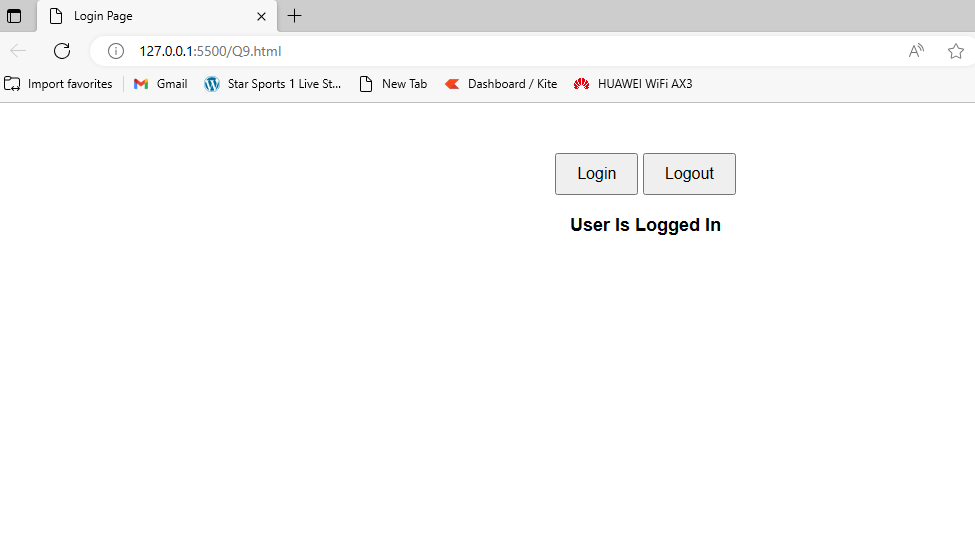 Login Page
127.0.0.1:5500/Q9.html
Import favorites Gmail Star Sports 1 Live St... New Tab Dashboard / Kite HUAWEI WiFi AX3
Login Logout
User Is Logged In